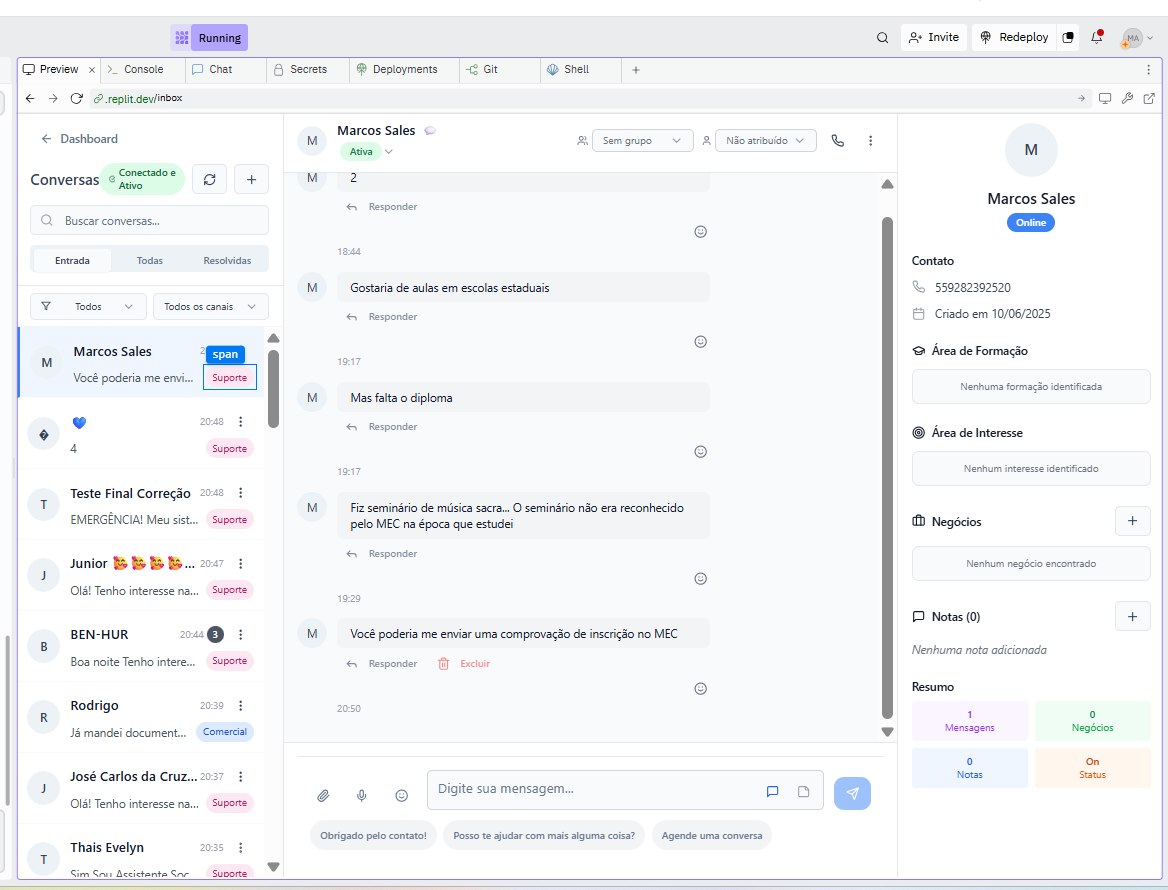 Running
Invite
Redeploy
MA
Preview
Console
Chat
Secrets
Deployments
Git
Shell
.replit.dev/inbox
Dashboard
Conversas
Conectado e
Ativo
Buscar conversas...
Entrada Todas Resolvidas
Todos
Todos os canais
M
Marcos Sales
span
Você poderia me envi...
Suporte
💙 20:48
4 Suporte
T
Teste Final Correção 20:48
EMERGÊNCIA! Meu sist... Suporte
J
Junior 🥰🥰🥰🥰... 20:47
Olá! Tenho interesse na... Suporte
B
BEN-HUR 20:44 3
Boa noite Tenho intere... Suporte
R
Rodrigo 20:39
Já mandei document... Comercial
J
José Carlos da Cruz... 20:37
Olá! Tenho interesse na... Suporte
T
Thais Evelyn 20:35
Sim Sou Assistente Soc... Suporte
M
Marcos Sales
Ativa
Sem grupo
Não atribuído
M
2
Responder
18:44
M
Gostaria de aulas em escolas estaduais
Responder
19:17
M
Mas falta o diploma
Responder
19:17
M
Fiz seminário de música sacra... O seminário não era reconhecido
pelo MEC na época que estudei
Responder
19:29
M
Você poderia me enviar uma comprovação de inscrição no MEC
Responder Excluir
20:50
Digite sua mensagem...
Obrigado pelo contato! Posso te ajudar com mais alguma coisa? Agende uma conversa
M
Marcos Sales
Online
Contato
559282392520
Criado em 10/06/2025
Área de Formação
Nenhuma formação identificada
Área de Interesse
Nenhum interesse identificado
Negócios
Nenhum negócio encontrado
Notas (0)
Nenhuma nota adicionada
Resumo
1
Mensagens
0
Negócios
0
Notas
On
Status